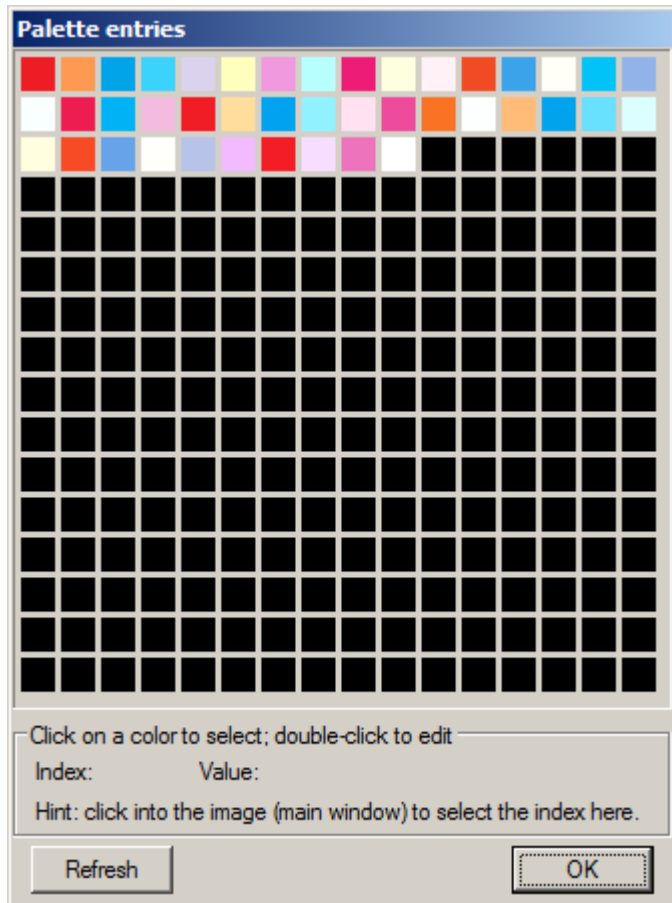 Palette entries
Click on a color to select; double-click to edit
Index: Value:
Hint: click into the image (main window) to select the index here.
Refresh OK